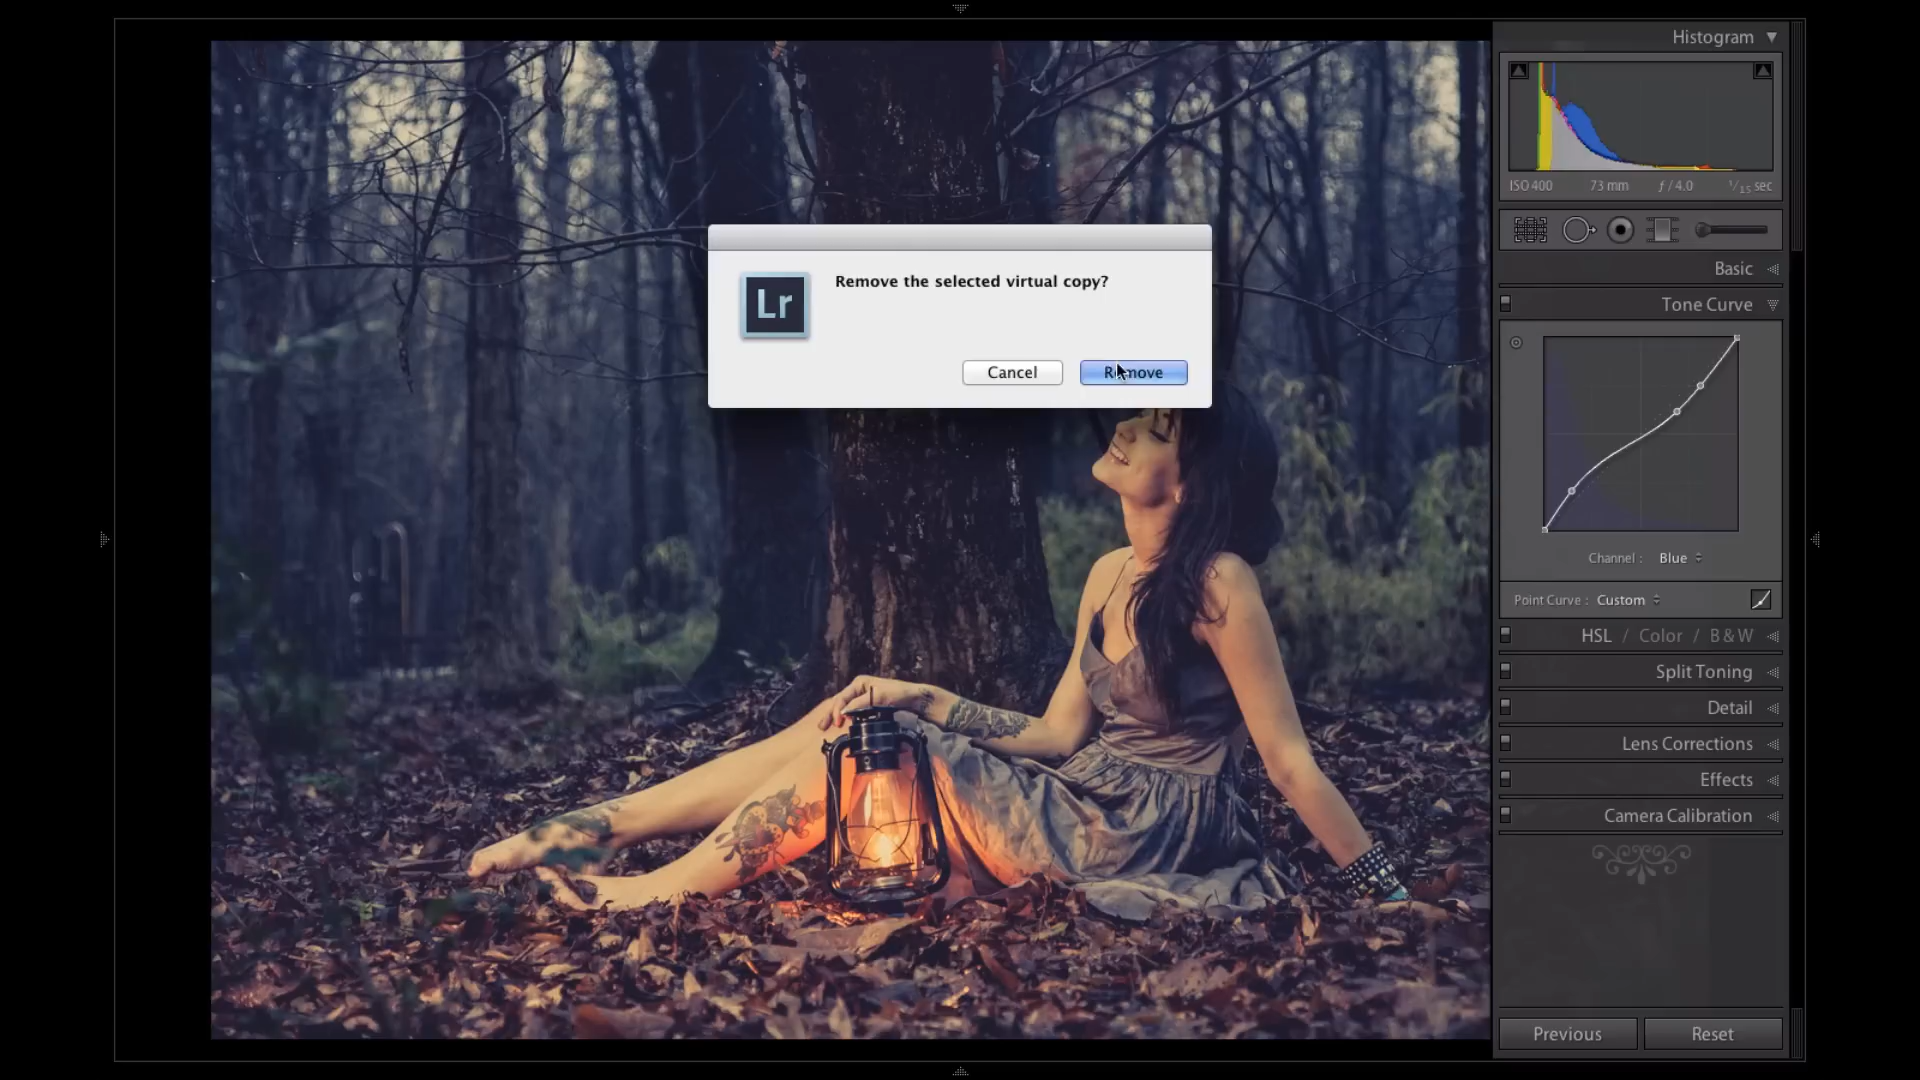 Histogram
ISO 400 73 mm ƒ / 4.0 1/15 sec
Basic
Remove the selected virtual copy?
Lr
Tone Curve
Cancel Remove
Channel : Blue
Point Curve : Custom
HSL / Color / B & W
Split Toning
Detail
Lens Corrections
Effects
Camera Calibration
Previous Reset